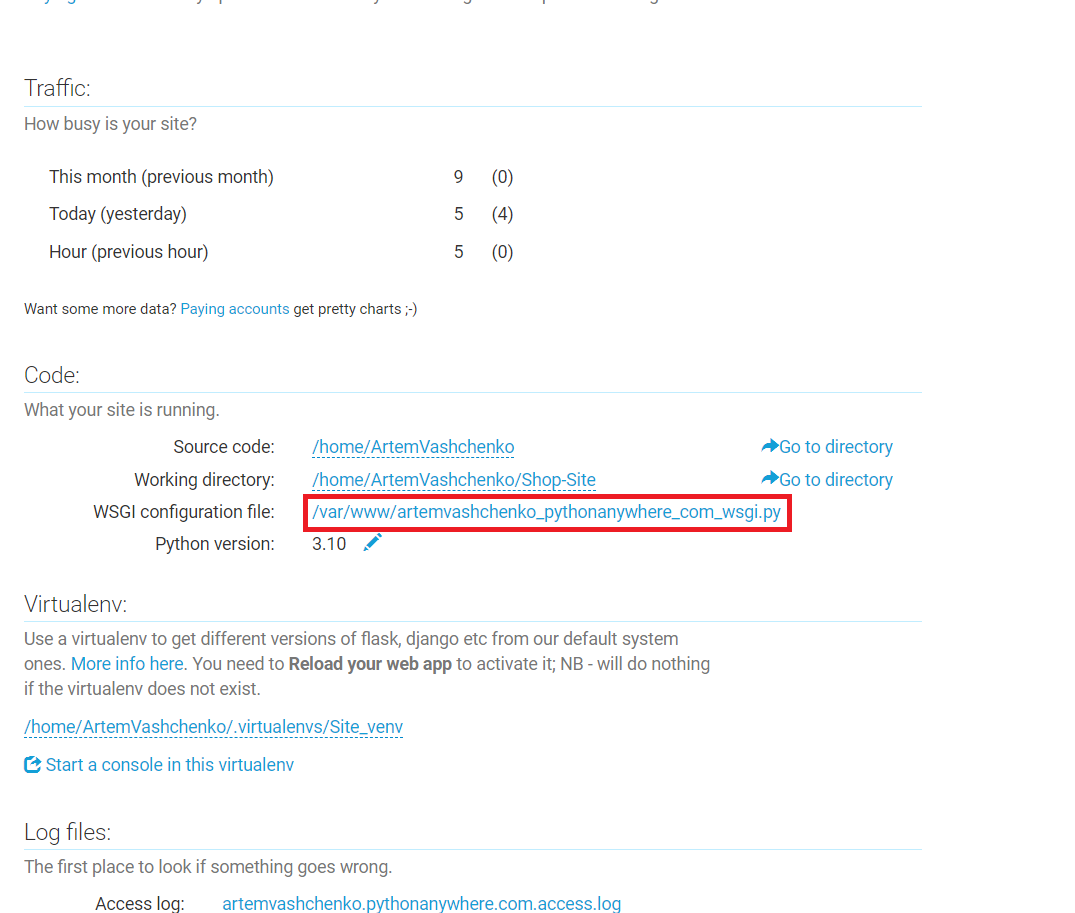 Traffic:
How busy is your site?
This month (previous month) 9 (0)
Today (yesterday) 5 (4)
Hour (previous hour) 5 (0)
Want some more data? Paying accounts get pretty charts ;-)
Code:
What your site is running.
Source code: /home/ArtemVashchenko Go to directory
Working directory: /home/ArtemVashchenko/Shop-Site Go to directory
WSGI configuration file: /var/www/artemvashchenko_pythonanywhere_com_wsgi.py
Python version: 3.10
Virtualenv:
Use a virtualenv to get different versions of flask, django etc from our default system
ones. More info here. You need to Reload your web app to activate it; NB - will do nothing
if the virtualenv does not exist.
/home/ArtemVashchenko/.virtualenvs/Site_venv
Start a console in this virtualenv
Log files:
The first place to look if something goes wrong.
Access log: artemvashchenko.pythonanywhere.com.access.log